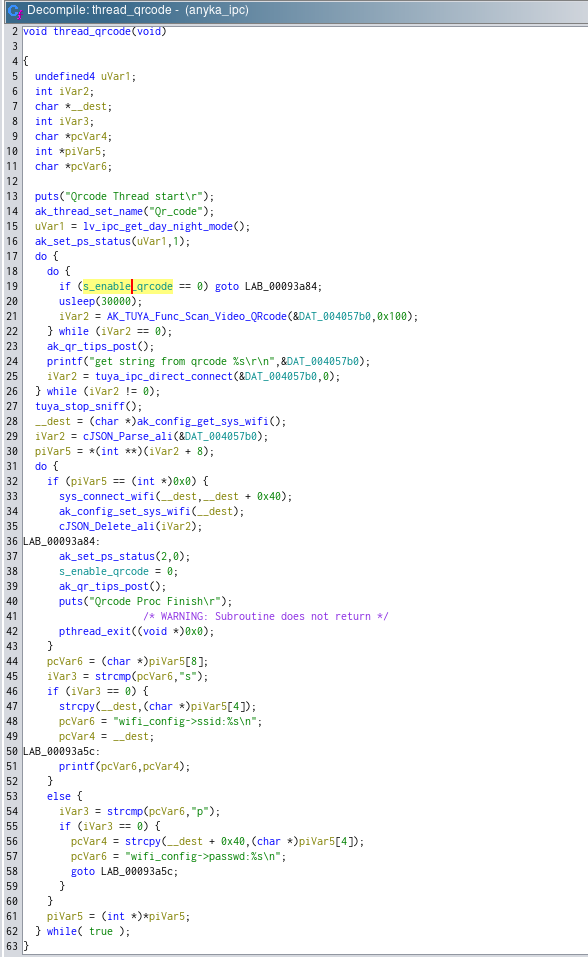 Decompile: thread_qrcode - (anyka_ipc)
2 void thread_qrcode(void)
3
4 {
5 undefined4 uVar1;
6 int iVar2;
7 char *__dest;
8 int iVar3;
9 char *pcVar4;
10 int *piVar5;
11 char *pcVar6;
12
13 puts("Qrcode Thread start\r");
14 ak_thread_set_name("Qr_code");
15 uVar1 = lv_ipc_get_day_night_mode();
16 ak_set_ps_status(uVar1,1);
17 do {
18 do {
19 if (s_enable_qrcode == 0) goto LAB_00093a84;
20 usleep(30000);
21 iVar2 = AK_TUYA_Func_Scan_Video_QRcode(&DAT_004057b0,0x100);
22 } while (iVar2 == 0);
23 ak_qr_tips_post();
24 printf("get string from qrcode %s\r\n",&DAT_004057b0);
25 iVar2 = tuya_ipc_direct_connect(&DAT_004057b0,0);
26 } while (iVar2 != 0);
27 tuya_stop_sniff();
28 __dest = (char *)ak_config_get_sys_wifi();
29 iVar2 = cJSON_Parse_ali(&DAT_004057b0);
30 piVar5 = *(int **)(iVar2 + 8);
31 do {
32 if (piVar5 == (int *)0x0) {
33 sys_connect_wifi(__dest,__dest + 0x40);
34 ak_config_set_sys_wifi(__dest);
35 cJSON_Delete_ali(iVar2);
36 LAB_00093a84:
37 ak_set_ps_status(2,0);
38 s_enable_qrcode = 0;
39 ak_qr_tips_post();
40 puts("Qrcode Proc Finish\r");
41 /* WARNING: Subroutine does not return */
42 pthread_exit((void *)0x0);
43 }
44 pcVar6 = (char *)piVar5[8];
45 iVar3 = strcmp(pcVar6,"s");
46 if (iVar3 == 0) {
47 strcpy(__dest,(char *)piVar5[4]);
48 pcVar6 = "wifi_config->ssid:%s\n";
49 pcVar4 = __dest;
50 LAB_00093a5c:
51 printf(pcVar6,pcVar4);
52 }
53 else {
54 iVar3 = strcmp(pcVar6,"p");
55 if (iVar3 == 0) {
56 pcVar4 = strcpy(__dest + 0x40,(char *)piVar5[4]);
57 pcVar6 = "wifi_config->passwd:%s\n";
58 goto LAB_00093a5c;
59 }
60 }
61 piVar5 = (int *)*piVar5;
62 } while( true );
63 }